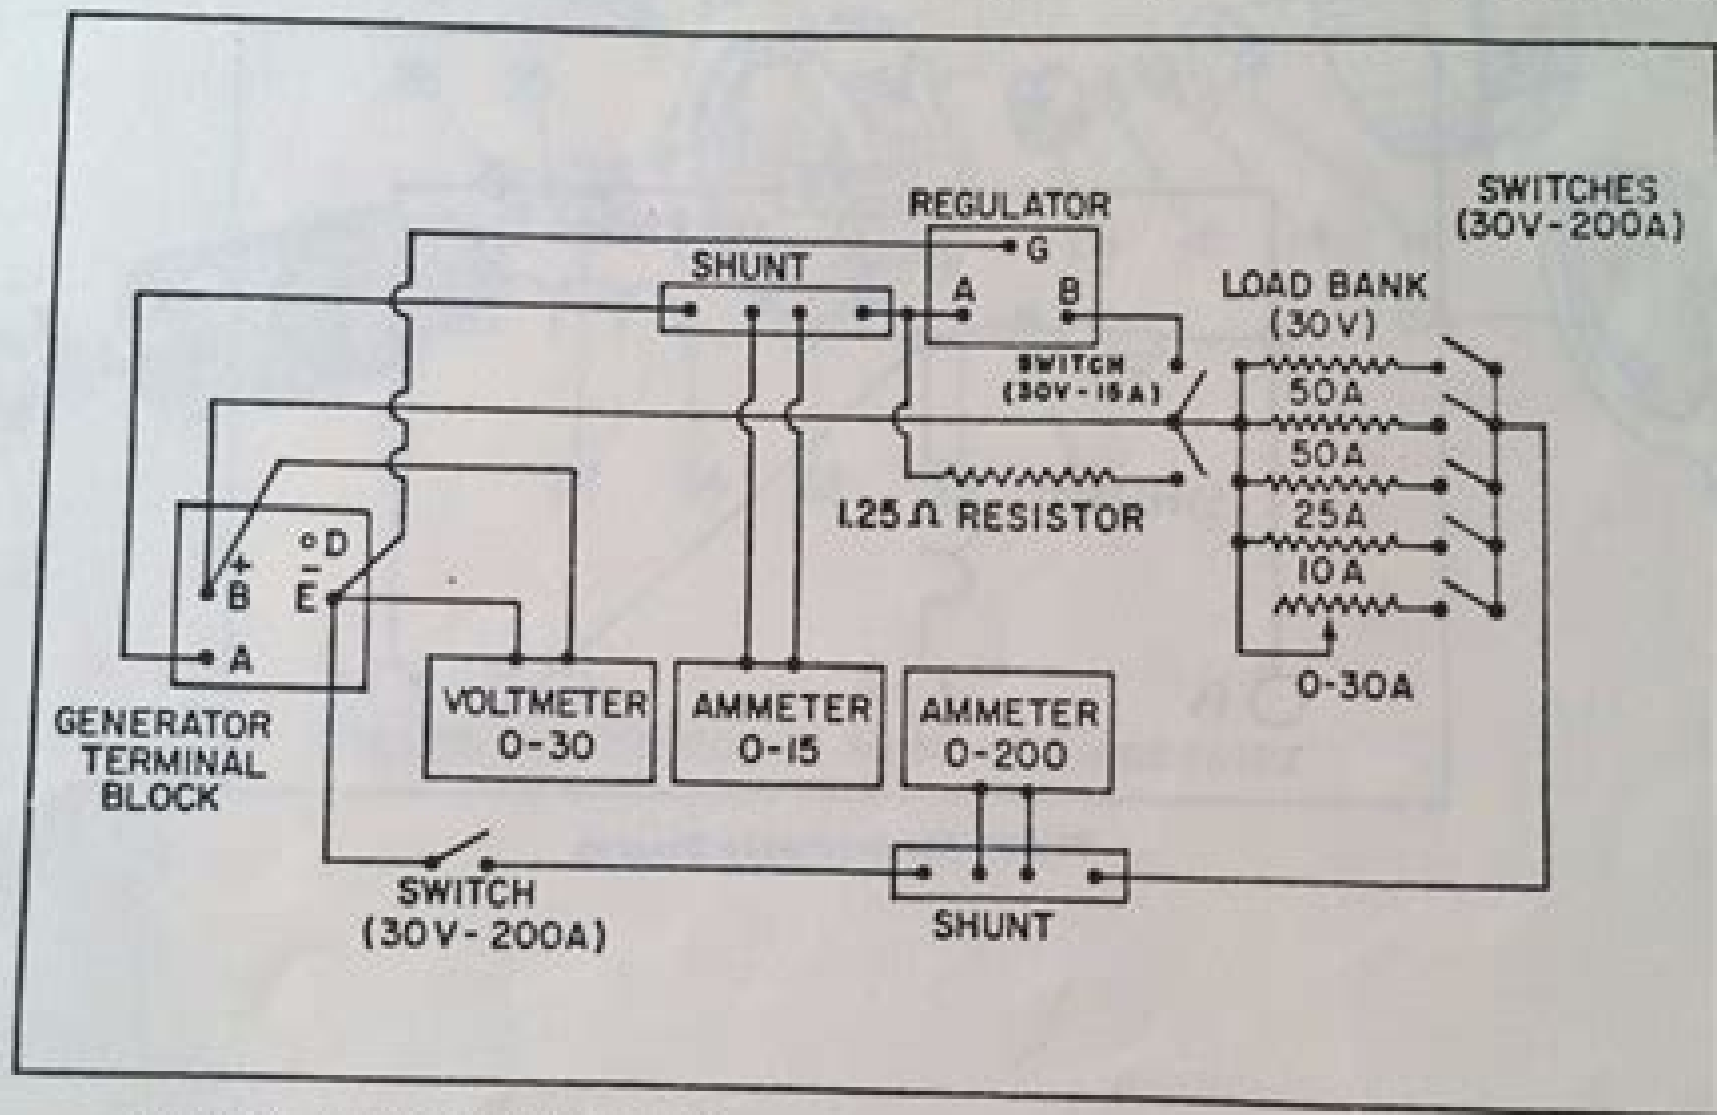 REGULATOR
SWITCHES
(30V-200A)
G
SHUNT
A
B
LOAD BANK
(30V)
SWITCH
(30V-15A)
50A
50A
25A
10A
0-30A
1.25Ω RESISTOR
D
+
-
B
E
A
GENERATOR
TERMINAL
BLOCK
VOLTMETER
0-30
AMMETER
0-15
AMMETER
0-200
SWITCH
(30V-200A)
SHUNT